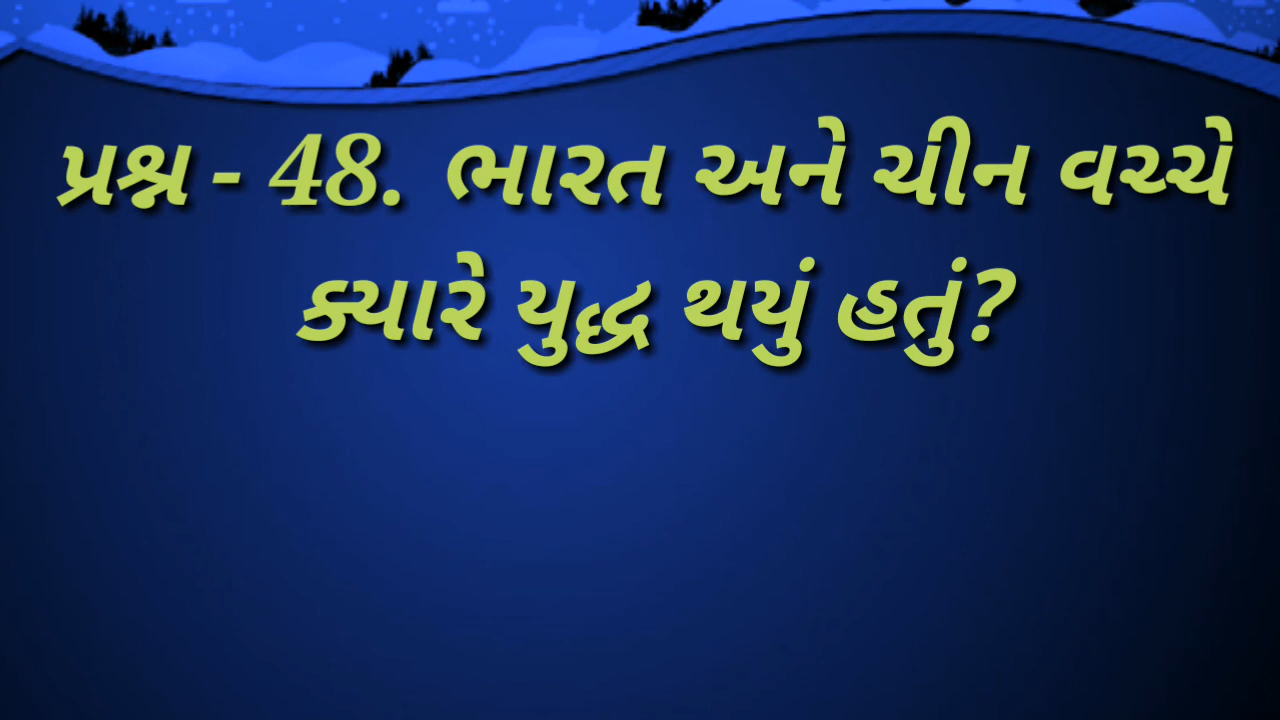 પ્રશ્ન - 48. ભારત અને ચીન વચ્ચે
ક્યારે યુદ્ધ થયું હતું?